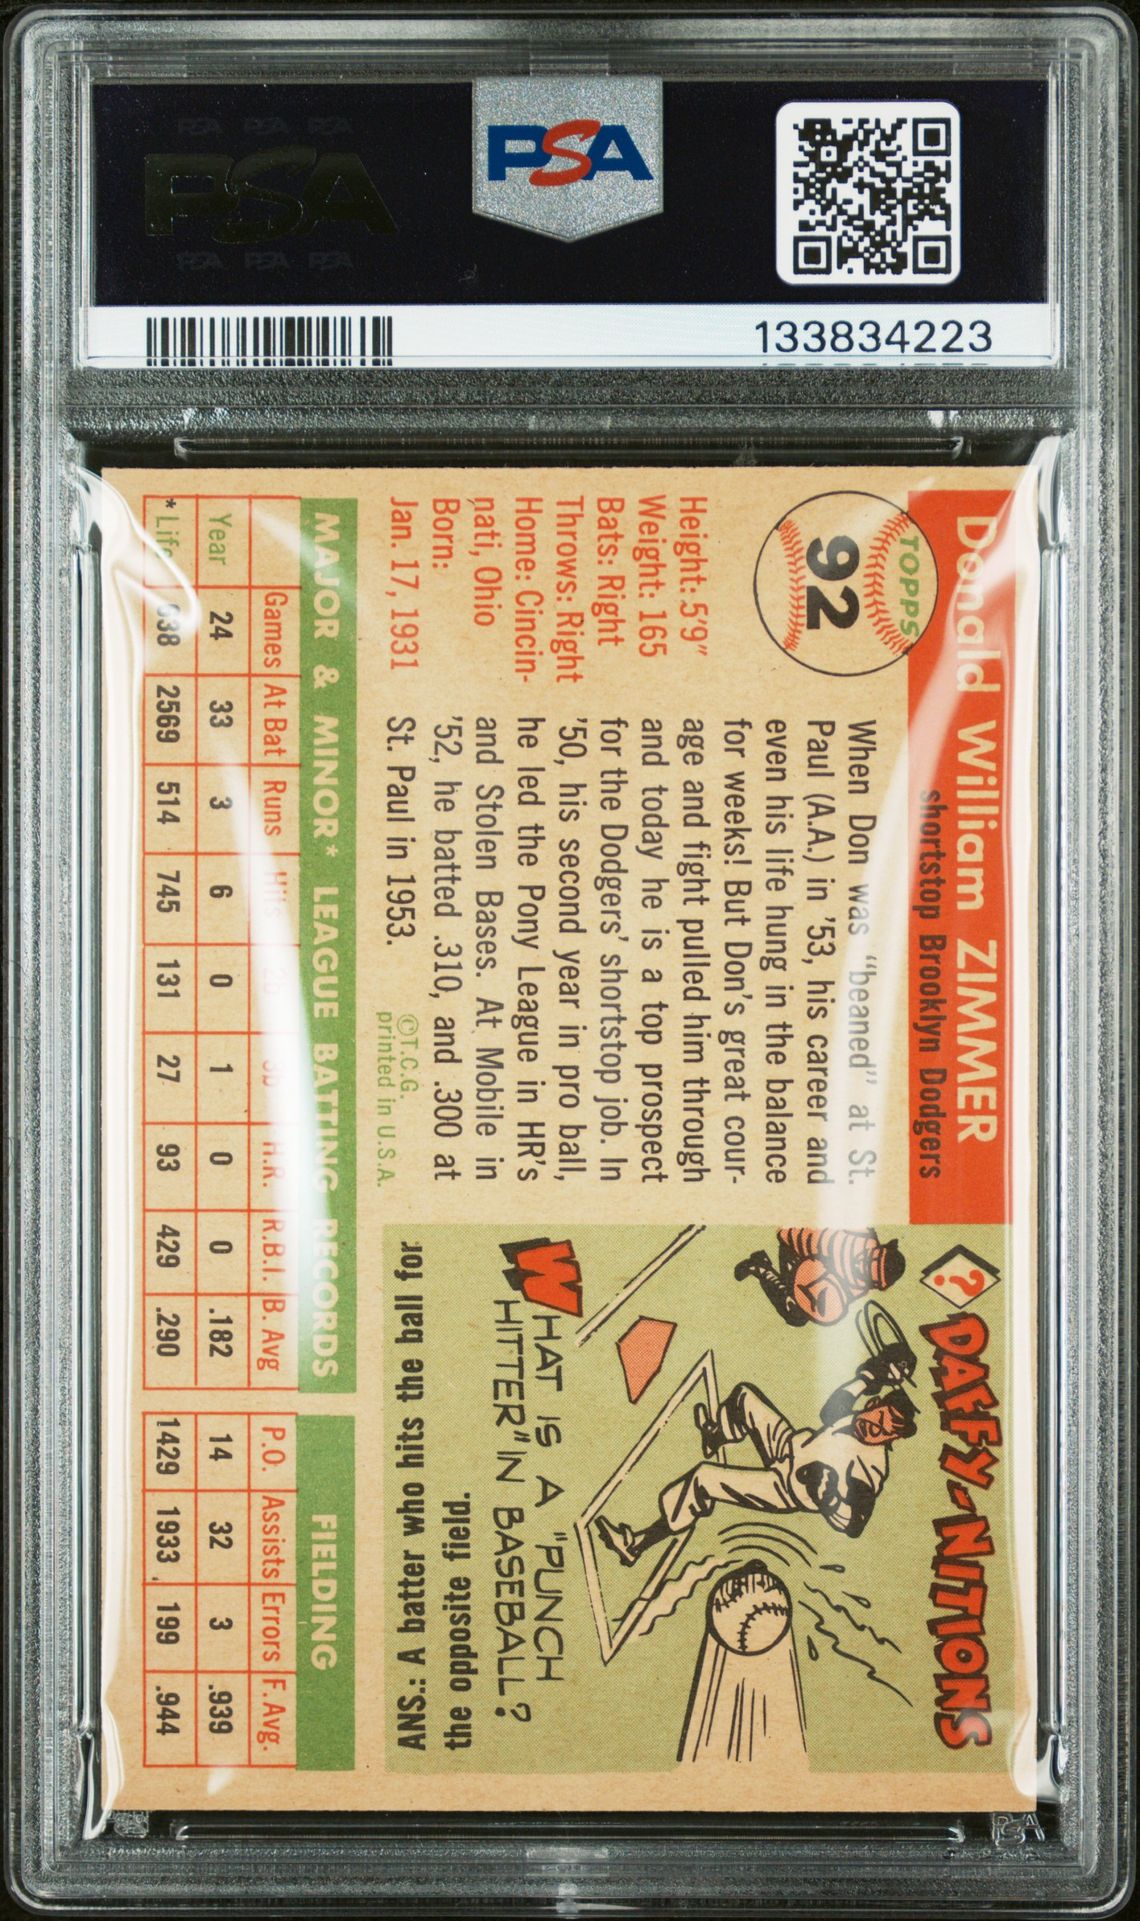 PSA
PSA
133834223
Donald William ZIMMER
shortstop Brooklyn Dodgers
TOPPS
92
Height: 5'9"
Weight: 165
Bats: Right
Throws: Right
Home: Cincin-
nati, Ohio
Born:
Jan. 17, 1931
When Don was "beaned" at St.
Paul (A.A.) in '53, his career and
even his life hung in the balance
for weeks! But Don's great cour-
age and fight pulled him through
and today he is a top prospect
for the Dodgers' shortstop job. In
'50, his second year in pro ball,
he led the Pony League in HR's
and Stolen Bases. At Mobile in
'52, he batted .310, and .300 at
St. Paul in 1953.
©T.C.G.
printed in U.S.A.
? DAFFY-NITIONS
WHAT IS A "PUNCH
HITTER" IN BASEBALL?
ANS.: A batter who hits the ball for
the opposite field.
MAJOR & MINOR* LEAGUE BATTING RECORDS FIELDING
Games At Bat Runs Hits 2B 3B H.R. R.B.I. B. Avg P.O. Assists Errors F. Avg.
Year 24 33 3 6 0 1 0 0 .182 14 32 3 .939
* Life 2569 514 745 131 27 93 429 .290 1429 1933 199 .944
PSA